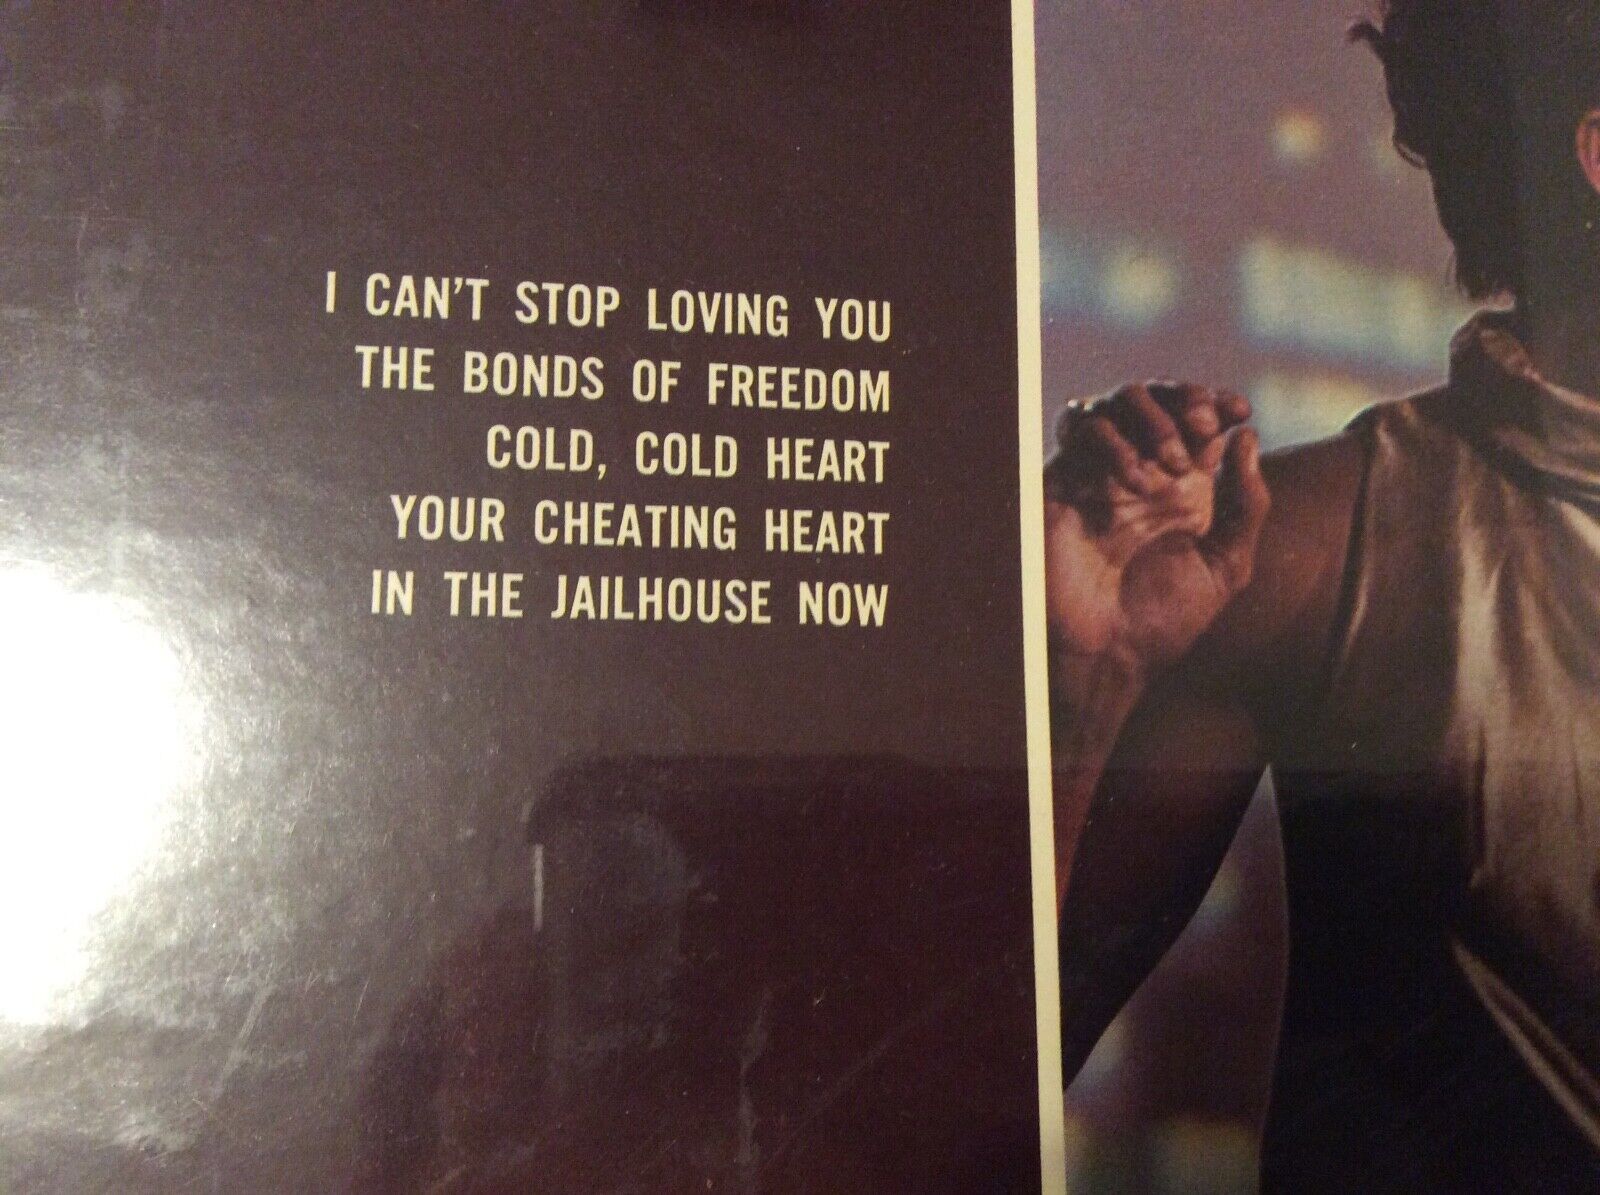 I CAN'T STOP LOVING YOU
THE BONDS OF FREEDOM
COLD, COLD HEART
YOUR CHEATING HEART
IN THE JAILHOUSE NOW